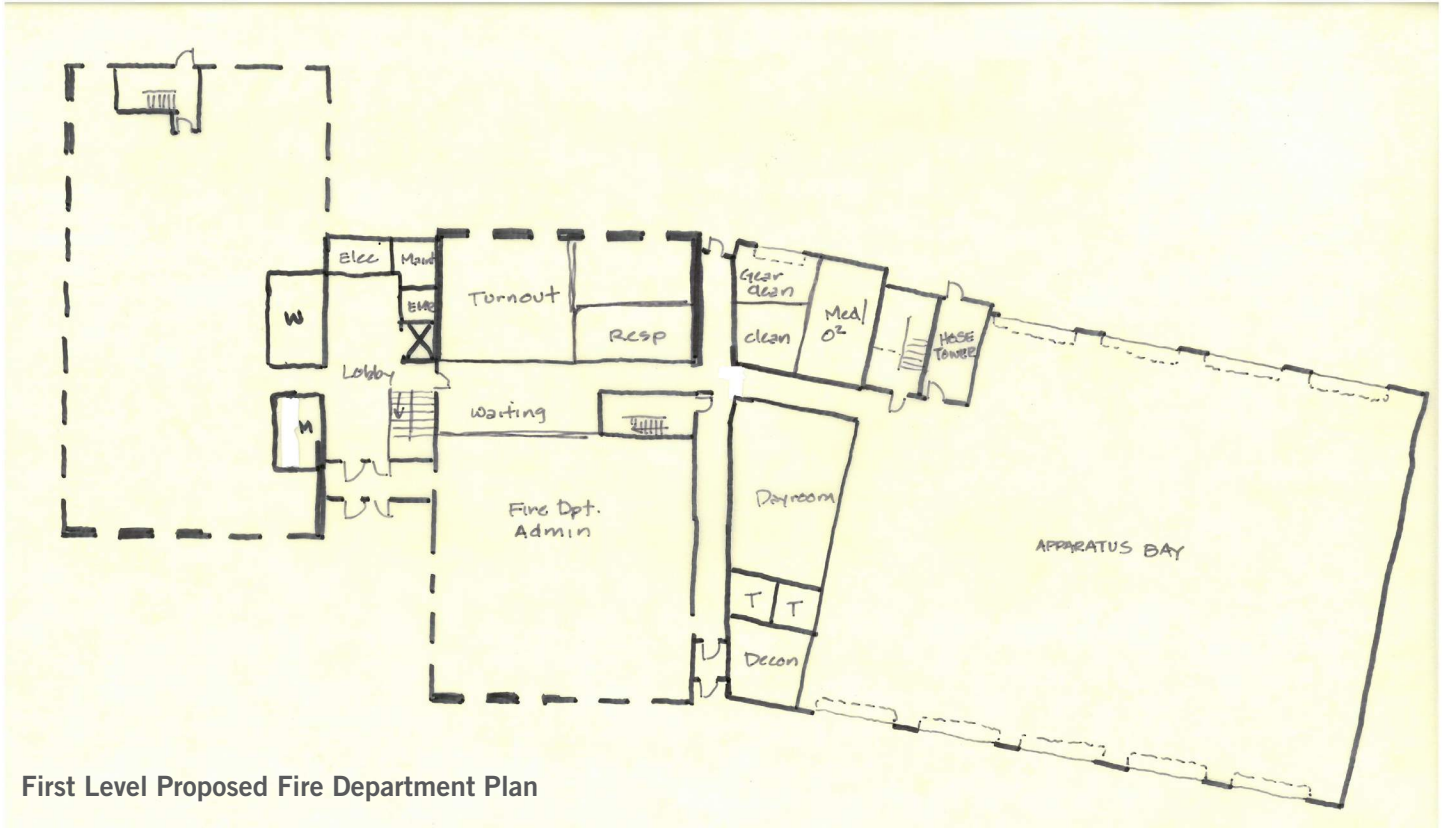 Elec
Maint
Elev
W
Turnout
Resp
Gear
clean
clean
Med/
O2
HOSE
TOWER
Lobby
Waiting
M
Fire Dpt.
Admin
Dayroom
T
T
Decon
APPARATUS BAY
First Level Proposed Fire Department Plan